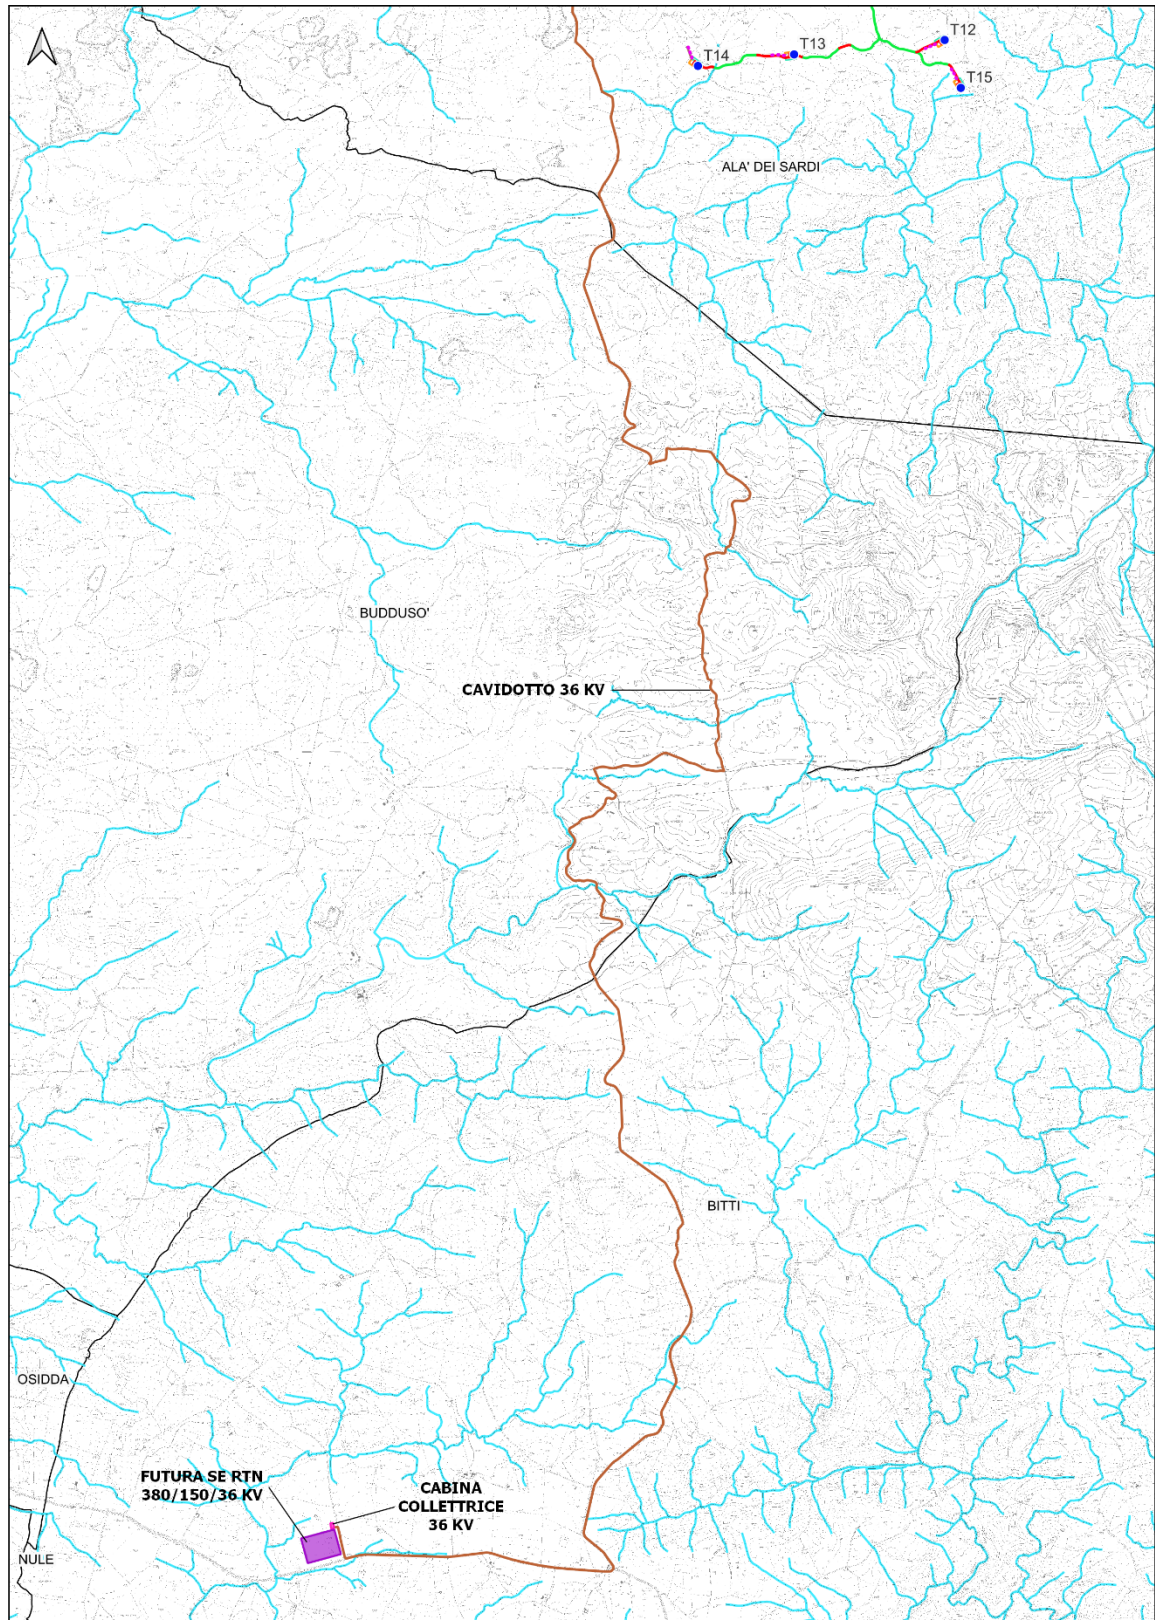 T12
T13
T14
T15
ALA' DEI SARDI
BUDDUSO'
CAVIDOTTO 36 KV
BITTI
OSIDDA
FUTURA SE RTN
380/150/36 KV
CABINA
COLLETTRICE
36 KV
NULE